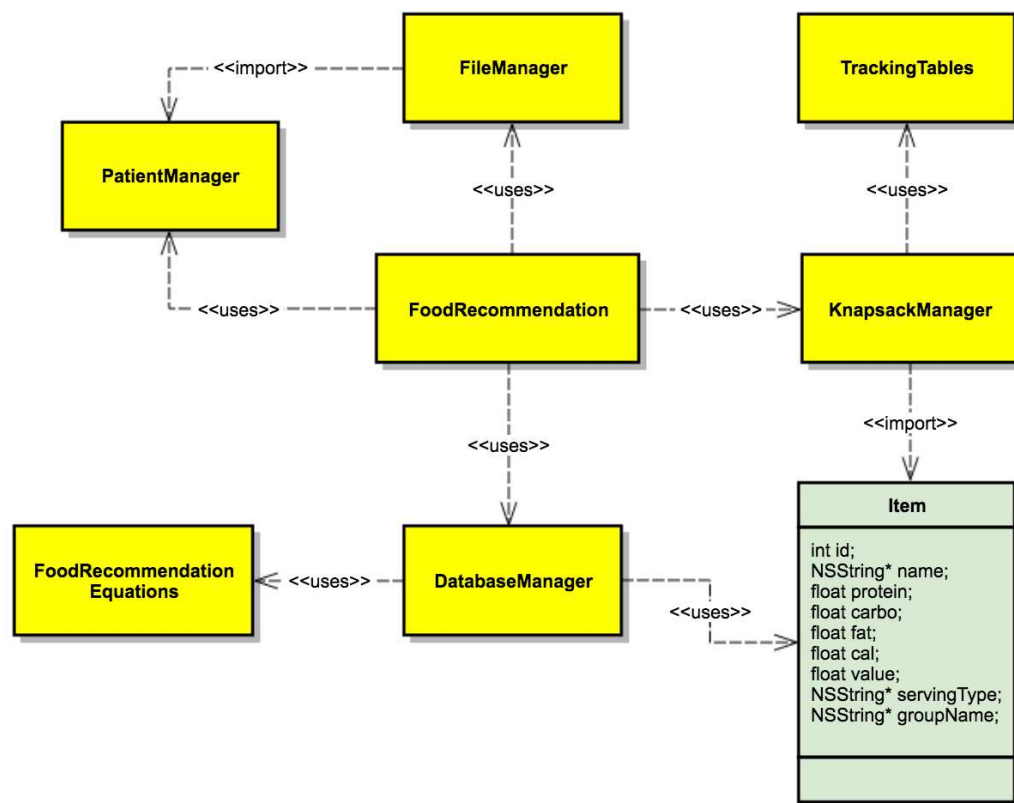 <<import>>
FileManager
TrackingTables
PatientManager
<<uses>>
<<uses>>
<<uses>>
FoodRecommendation
<<uses>>
KnapsackManager
<<uses>>
<<import>>
Item
FoodRecommendation
Equations
<<uses>>
DatabaseManager
<<uses>>
int id;
NSString* name;
float protein;
float carbo;
float fat;
float cal;
float value;
NSString* servingType;
NSString* groupName;